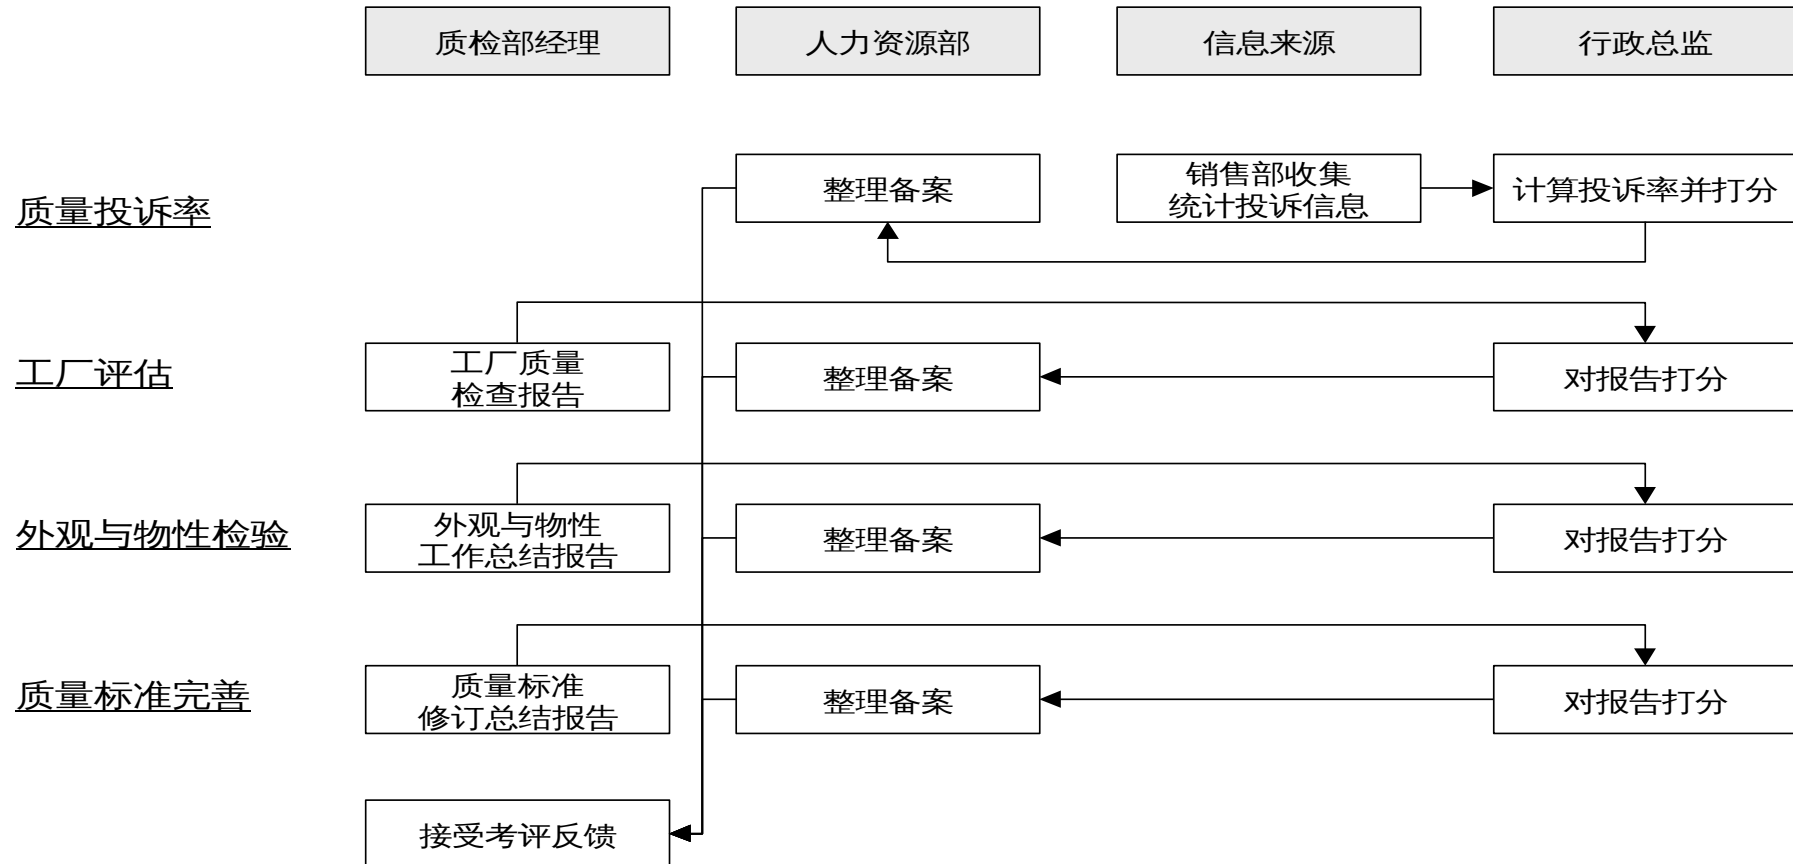 质检部经理
人力资源部
信息来源
行政总监
质量投诉率
整理备案
销售部收集
统计投诉信息
计算投诉率并打分
工厂评估
工厂质量
检查报告
整理备案
对报告打分
外观与物性检验
外观与物性
工作总结报告
整理备案
对报告打分
质量标准完善
质量标准
修订总结报告
整理备案
对报告打分
接受考评反馈